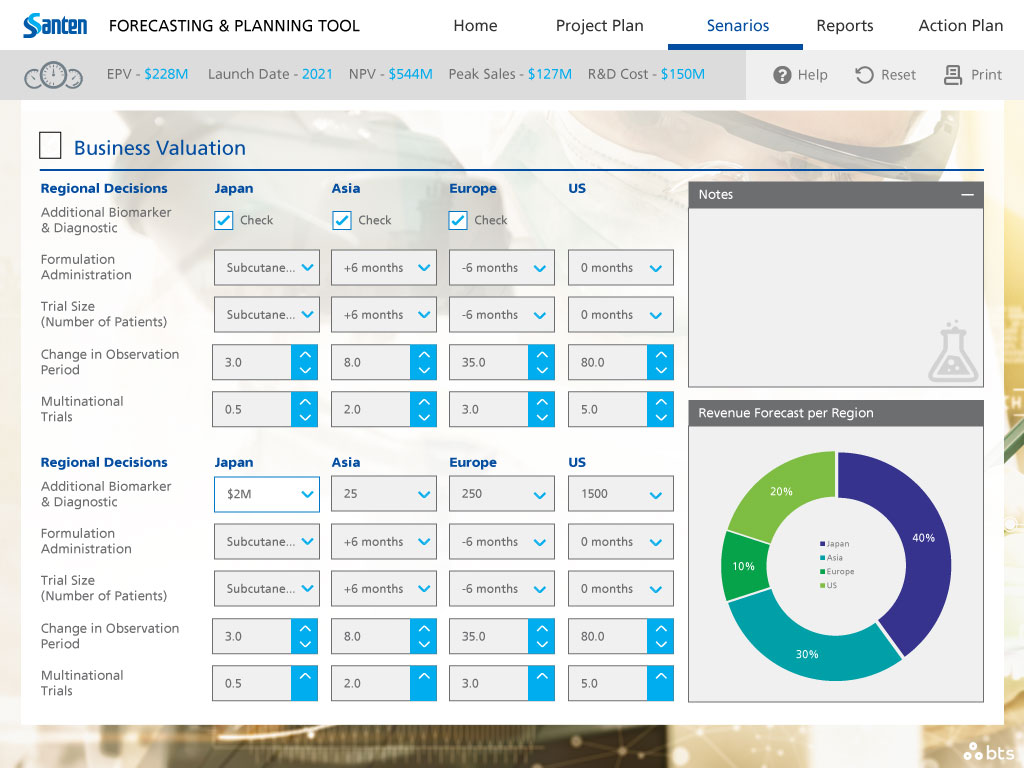 Santen FORECASTING & PLANNING TOOL Home Project Plan Senarios Reports Action Plan
EPV - $228M Launch Date - 2021 NPV - $544M Peak Sales - $127M R&D Cost - $150M ? Help Reset Print
Business Valuation
Regional Decisions Japan Asia Europe US
Additional Biomarker
& Diagnostic
Check Check Check
Formulation
Administration
Subcutane... +6 months -6 months 0 months
Trial Size
(Number of Patients)
Subcutane... +6 months -6 months 0 months
Change in Observation
Period
3.0 8.0 35.0 80.0
Multinational
Trials
0.5 2.0 3.0 5.0
Regional Decisions Japan Asia Europe US
Additional Biomarker
& Diagnostic
$2M 25 250 1500
Formulation
Administration
Subcutane... +6 months -6 months 0 months
Trial Size
(Number of Patients)
Subcutane... +6 months -6 months 0 months
Change in Observation
Period
3.0 8.0 35.0 80.0
Multinational
Trials
0.5 2.0 3.0 5.0
Notes
Revenue Forecast per Region
20%
40%
10%
30%
Japan
Asia
Europe
US
bts